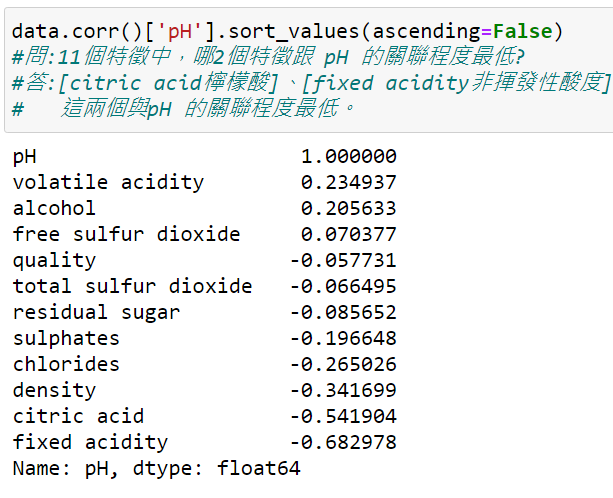 data.corr()['pH'].sort_values(ascending=False)
#問:11個特徵中，哪2個特徵跟 pH 的關聯程度最低?
#答:[citric acid檸檬酸]、[fixed acidity非揮發性酸度]
#   這兩個與pH 的關聯程度最低。
pH                      1.000000
volatile acidity        0.234937
alcohol                 0.205633
free sulfur dioxide     0.070377
quality                -0.057731
total sulfur dioxide   -0.066495
residual sugar         -0.085652
sulphates              -0.196648
chlorides              -0.265026
density                -0.341699
citric acid            -0.541904
fixed acidity          -0.682978
Name: pH, dtype: float64